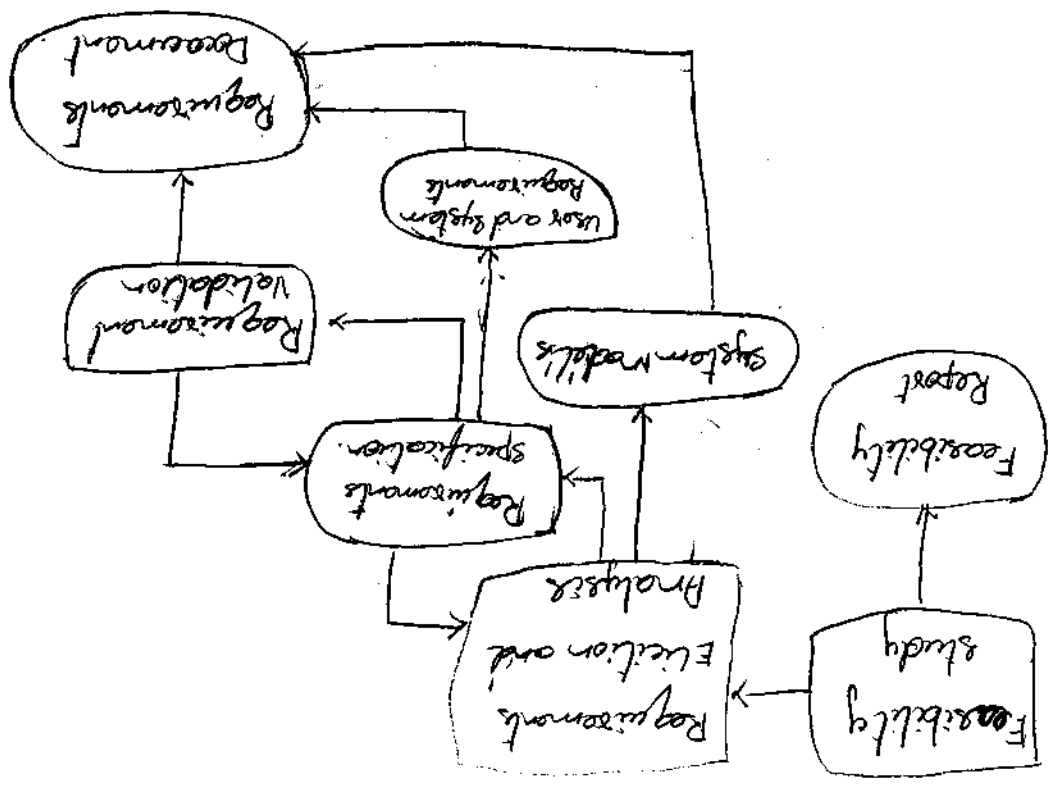 Feasibility
study
Requirements
Elicition and
Analysis
Feasibility
Report
Requirements
specification.
System Models
Requirement
Validation
User and System
Requirements
Requirements
Document